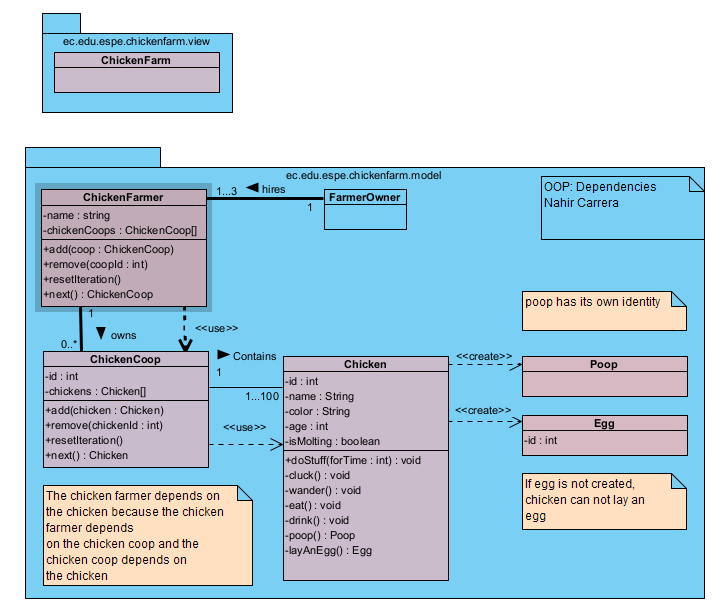 ec.edu.espe.chickenfarm.view
ChickenFarm
ec.edu.espe.chickenfarm.model
OOP: Dependencies
Nahir Carrera
ChickenFarmer
-name : string
-chickenCoops : ChickenCoop[]
+add(coop : ChickenCoop)
+remove(coopId : int)
+resetIteration()
+next() : ChickenCoop
1...3
hires
1
FarmerOwner
poop has its own identity
1
owns
0..*
<<use>>
ChickenCoop
-id : int
-chickens : Chicken[]
+add(chicken : Chicken)
+remove(chickenId : int)
+resetIteration()
+next() : Chicken
Contains
1
1...100
<<use>>
Chicken
-id : int
-name : String
-color : String
-age : int
-isMolting : boolean
+doStuff(forTime : int) : void
-cluck() : void
-wander() : void
-eat() : void
-drink() : void
-poop() : Poop
-layAnEgg() : Egg
<<create>>
Poop
<<create>>
Egg
-id : int
If egg is not created,
chicken can not lay an
egg
The chicken farmer depends on
the chicken because the chicken
farmer depends
on the chicken coop and the
chicken coop depends on
the chicken